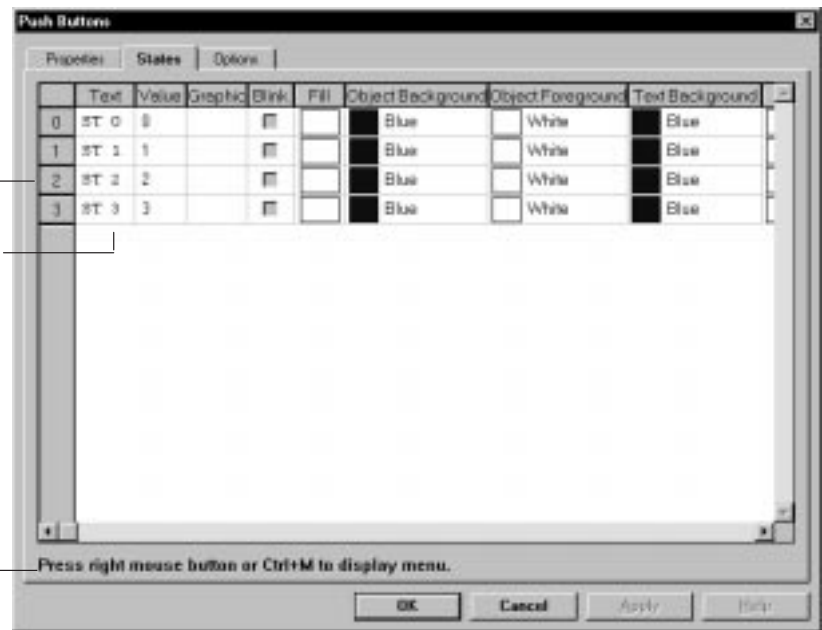 Push Buttons
Properties States Options
Text Value Graphic Blink Fill Object Background Object Foreground Text Background
0 ST 0 0 Blue White Blue
1 ST 1 1 Blue White Blue
2 ST 2 2 Blue White Blue
3 ST 3 3 Blue White Blue
Press right mouse button or Ctrl+M to display menu.
OK Cancel Apply Help